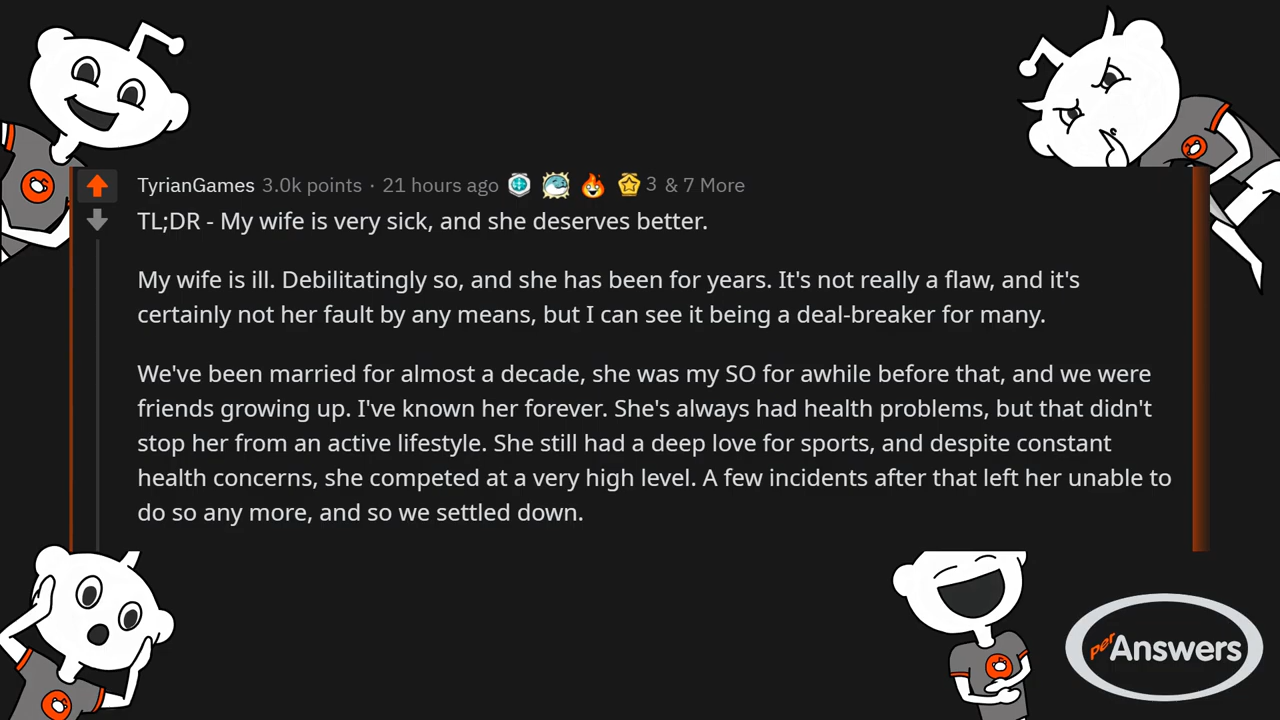 TyrianGames 3.0k points · 21 hours ago 3 & 7 More
TL;DR - My wife is very sick, and she deserves better.
My wife is ill. Debilitatingly so, and she has been for years. It's not really a flaw, and it's
certainly not her fault by any means, but I can see it being a deal-breaker for many.
We've been married for almost a decade, she was my SO for awhile before that, and we were
friends growing up. I've known her forever. She's always had health problems, but that didn't
stop her from an active lifestyle. She still had a deep love for sports, and despite constant
health concerns, she competed at a very high level. A few incidents after that left her unable to
do so any more, and so we settled down.
perAnswers